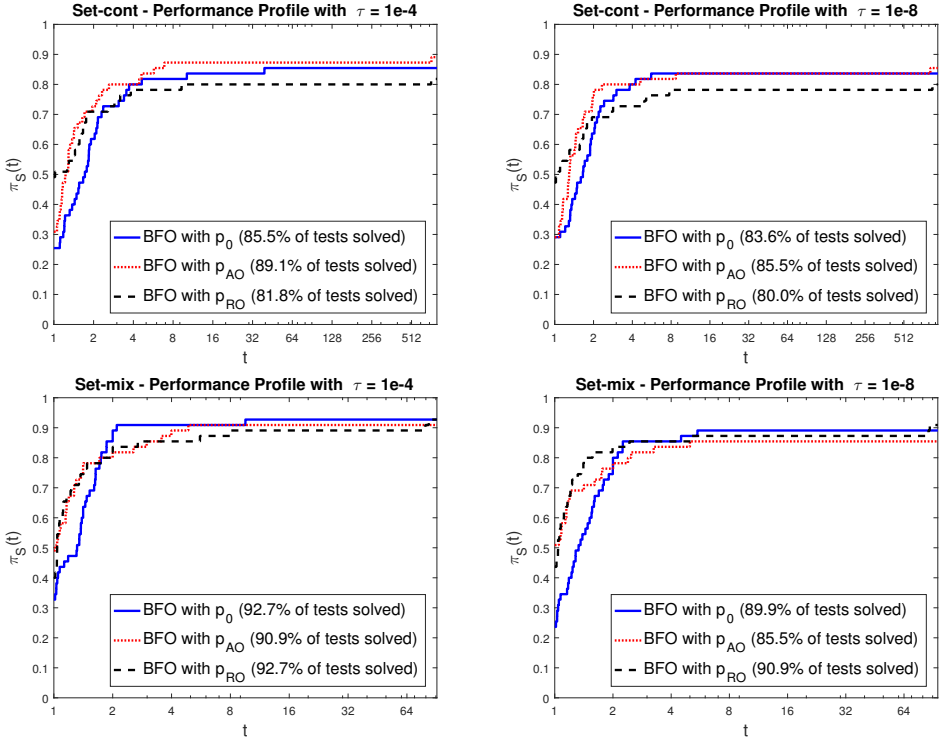 Set-cont - Performance Profile with τ = 1e-4
1
0.9
0.8
0.7
0.6
0.5
0.4
0.3
0.2
0.1
0
π_S(t)
BFO with p_0 (85.5% of tests solved)
BFO with p_AO (89.1% of tests solved)
BFO with p_RO (81.8% of tests solved)
1 2 4 8 16 32 64 128 256 512
t
Set-cont - Performance Profile with τ = 1e-8
1
0.9
0.8
0.7
0.6
0.5
0.4
0.3
0.2
0.1
0
π_S(t)
BFO with p_0 (83.6% of tests solved)
BFO with p_AO (85.5% of tests solved)
BFO with p_RO (80.0% of tests solved)
1 2 4 8 16 32 64 128 256 512
t
Set-mix - Performance Profile with τ = 1e-4
1
0.9
0.8
0.7
0.6
0.5
0.4
0.3
0.2
0.1
0
π_S(t)
BFO with p_0 (92.7% of tests solved)
BFO with p_AO (90.9% of tests solved)
BFO with p_RO (92.7% of tests solved)
1 2 4 8 16 32 64
t
Set-mix - Performance Profile with τ = 1e-8
1
0.9
0.8
0.7
0.6
0.5
0.4
0.3
0.2
0.1
0
π_S(t)
BFO with p_0 (89.9% of tests solved)
BFO with p_AO (85.5% of tests solved)
BFO with p_RO (90.9% of tests solved)
1 2 4 8 16 32 64
t